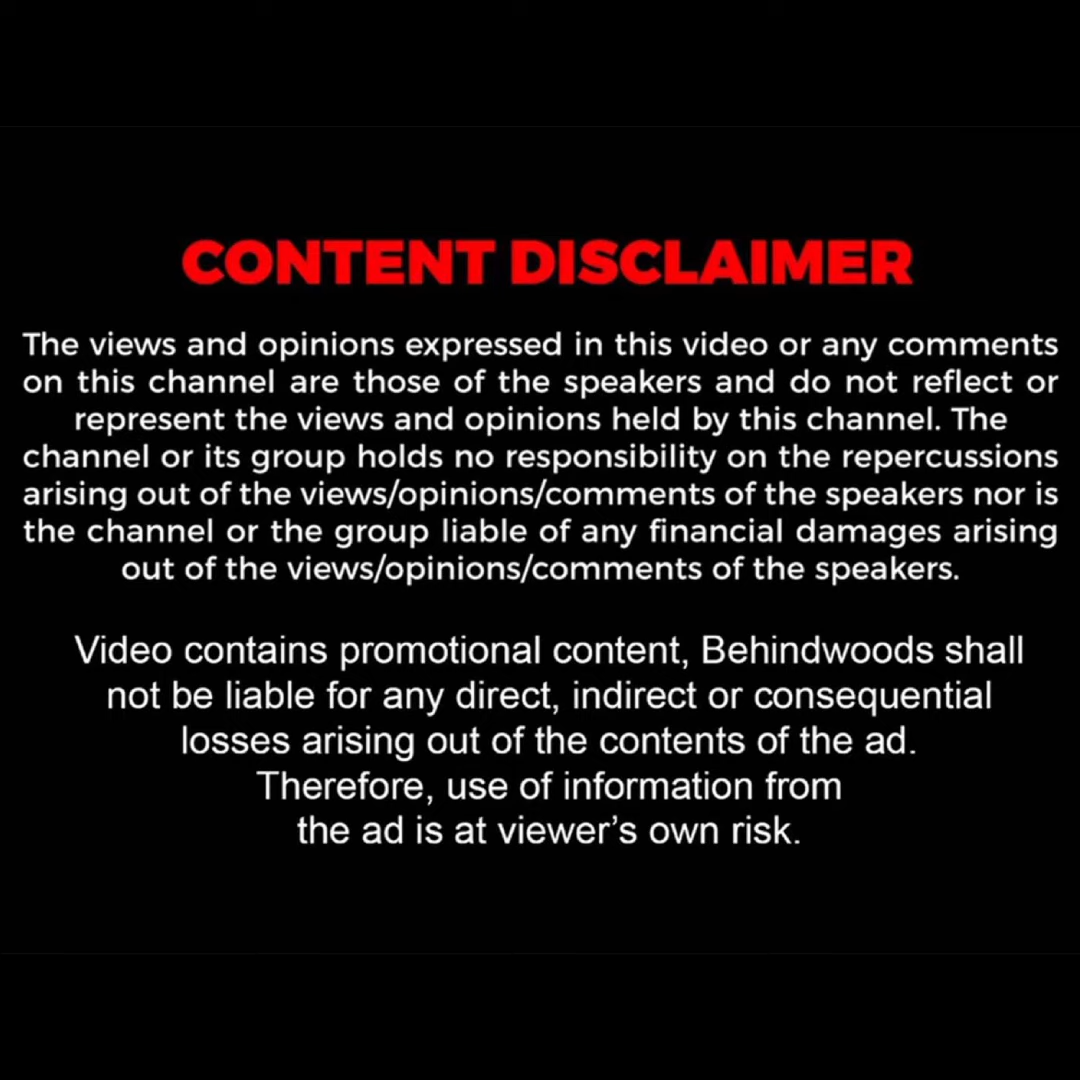 CONTENT DISCLAIMER
The views and opinions expressed in this video or any comments
on this channel are those of the speakers and do not reflect or
represent the views and opinions held by this channel. The
channel or its group holds no responsibility on the repercussions
arising out of the views/opinions/comments of the speakers nor is
the channel or the group liable of any financial damages arising
out of the views/opinions/comments of the speakers.
Video contains promotional content, Behindwoods shall
not be liable for any direct, indirect or consequential
losses arising out of the contents of the ad.
Therefore, use of information from
the ad is at viewer’s own risk.